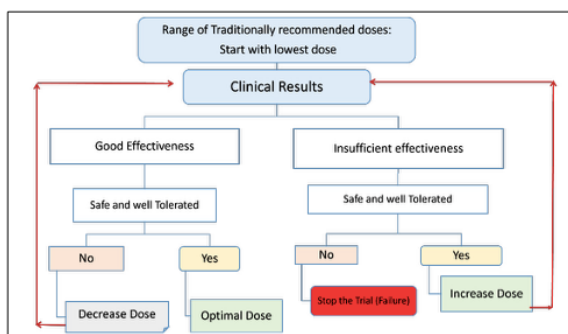 Range of Traditionally recommended doses:
Start with lowest dose
Clinical Results
Good Effectiveness
Insufficient effectiveness
Safe and well Tolerated
Safe and well Tolerated
No
Yes
No
Yes
Decrease Dose
Optimal Dose
Stop the Trial (Failure)
Increase Dose